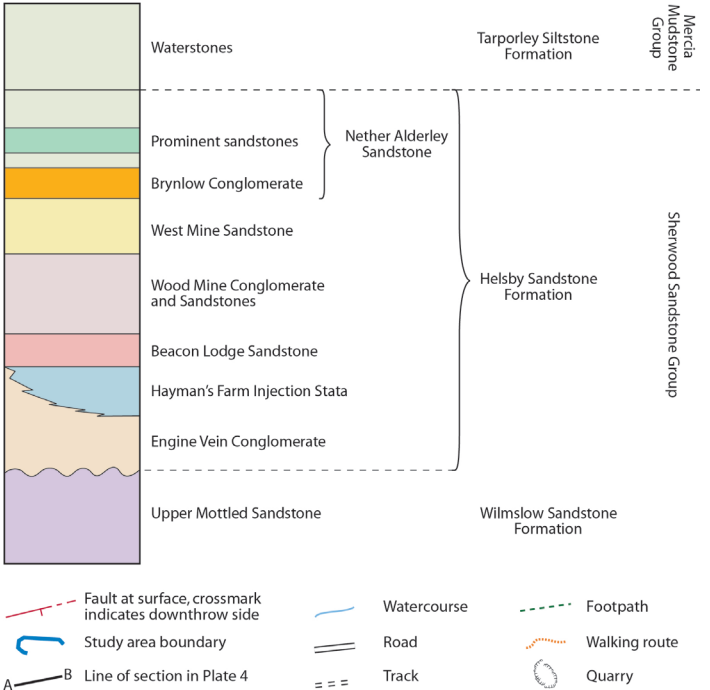 Waterstones
Tarporley Siltstone
Formation
Mercia
Mudstone
Group
Prominent sandstones
Nether Alderley
Sandstone
Brynlow Conglomerate
West Mine Sandstone
Wood Mine Conglomerate
and Sandstones
Helsby Sandstone
Formation
Sherwood Sandstone Group
Beacon Lodge Sandstone
Hayman's Farm Injection Stata
Engine Vein Conglomerate
Upper Mottled Sandstone
Wilmslow Sandstone
Formation
Fault at surface, crossmark
indicates downthrow side
Watercourse
Footpath
Study area boundary
Road
Walking route
A
B
Line of section in Plate 4
Track
Quarry